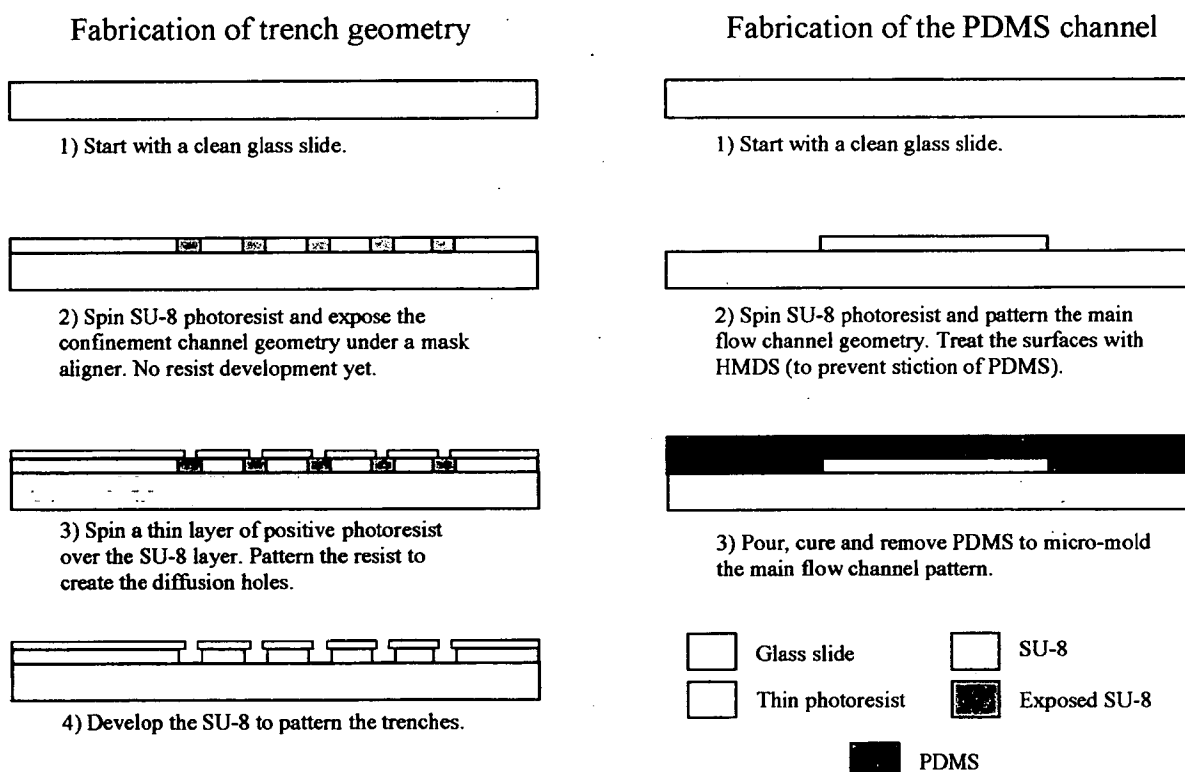 Fabrication of trench geometry
1) Start with a clean glass slide.
2) Spin SU-8 photoresist and expose the
confinement channel geometry under a mask
aligner. No resist development yet.
3) Spin a thin layer of positive photoresist
over the SU-8 layer. Pattern the resist to
create the diffusion holes.
4) Develop the SU-8 to pattern the trenches.
Fabrication of the PDMS channel
1) Start with a clean glass slide.
2) Spin SU-8 photoresist and pattern the main
flow channel geometry. Treat the surfaces with
HMDS (to prevent stiction of PDMS).
3) Pour, cure and remove PDMS to micro-mold
the main flow channel pattern.
Glass slide
SU-8
Thin photoresist
Exposed SU-8
PDMS